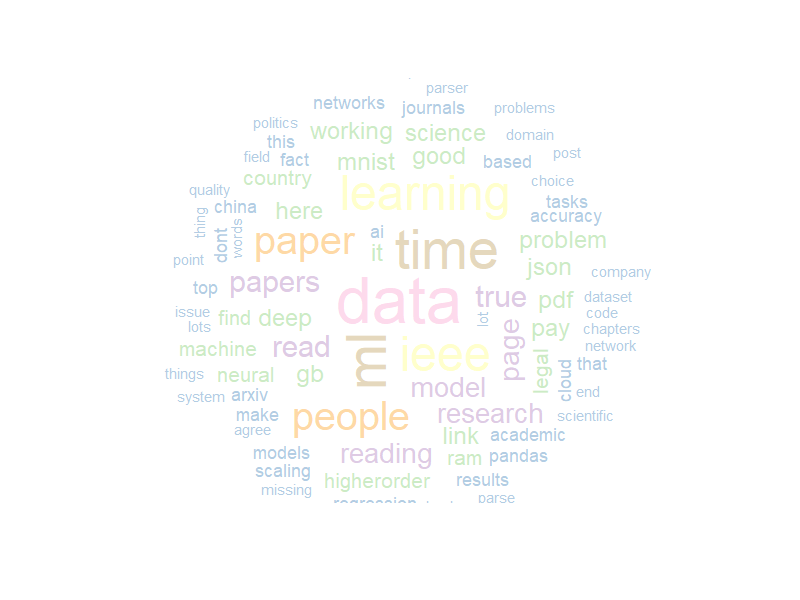 parser
networks
journals
problems
politics
working
science
domain
this
field
fact
mnist
good
based
post
country
learning
choice
quality
tasks
thing
china
here
accuracy
dont
words
paper
ai
it
time
problem
point
json
company
top
papers
data
true
pdf
dataset
issue
lots
find
deep
lot
code
pay
chapters
machine
read
ml
ieee
page
network
things
neural
gb
legal
cloud
that
system
arxiv
model
end
make
people
research
scientific
agree
link
academic
models
reading
ram
pandas
scaling
higherorder
results
missing
parse
regression